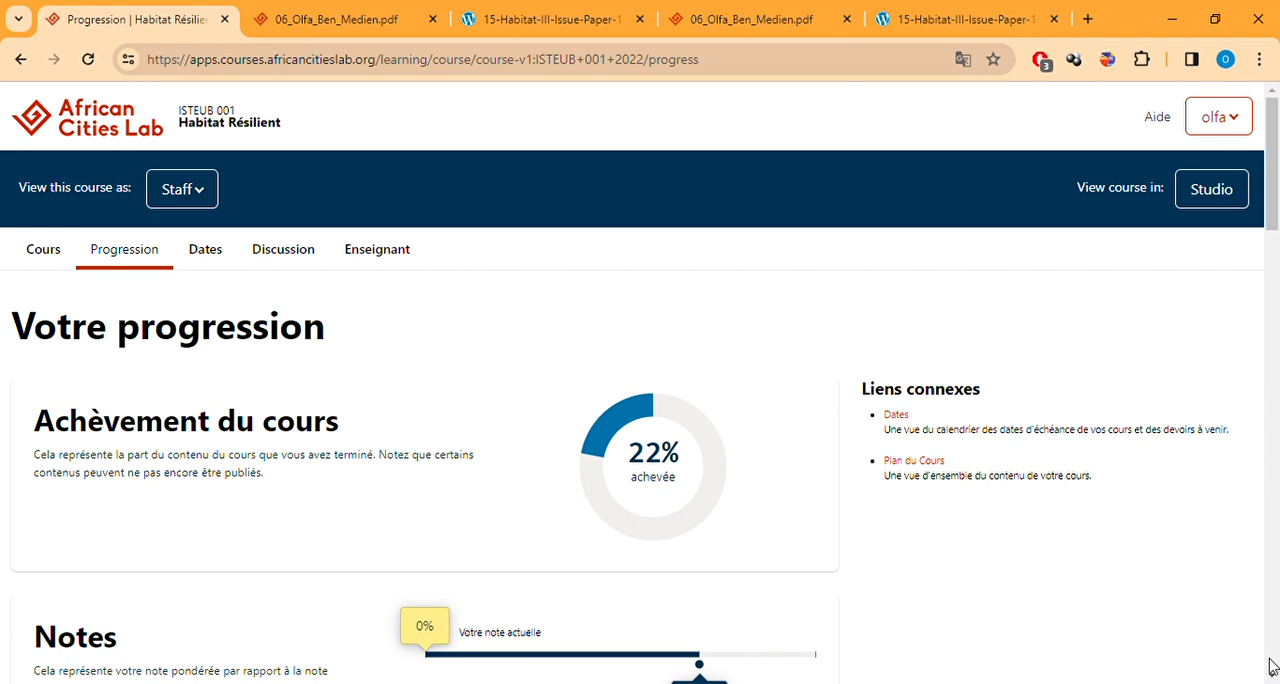 Progression | Habitat Résilie
06_Olfa_Ben_Medien.pdf
15-Habitat-III-Issue-Paper-1
06_Olfa_Ben_Medien.pdf
15-Habitat-III-Issue-Paper-1
https://apps.courses.africancitieslab.org/learning/course/course-v1:ISTEUB+001+2022/progress
3
O
African
Cities Lab
ISTEUB 001
Habitat Résilient
Aide
olfa
View this course as:
Staff
View course in:
Studio
Cours
Progression
Dates
Discussion
Enseignant
Votre progression
Achèvement du cours
Cela représente la part du contenu du cours que vous avez terminé. Notez que certains
contenus peuvent ne pas encore être publiés.
22%
achevée
Liens connexes
Dates
Une vue du calendrier des dates d'échéance de vos cours et des devoirs à venir.
Plan du Cours
Une vue d'ensemble du contenu de votre cours.
Notes
Cela représente votre note pondérée par rapport à la note
0%
Votre note actuelle